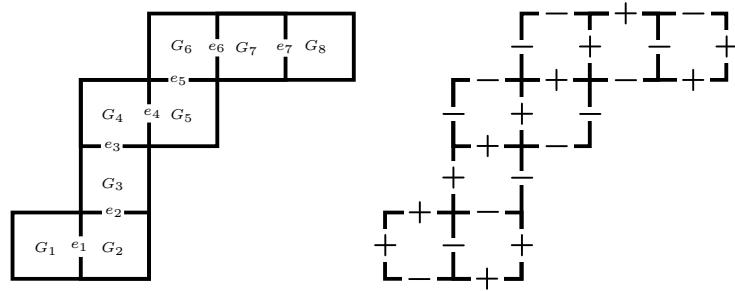 G₆ e₆ G₇ e₇ G₈
e₅
G₄ e₄ G₅
e₃
G₃
e₂
G₁ e₁ G₂
− + −
− + − +
− + − +
− + −
+ −
+ −
+ −
+ − +
− +